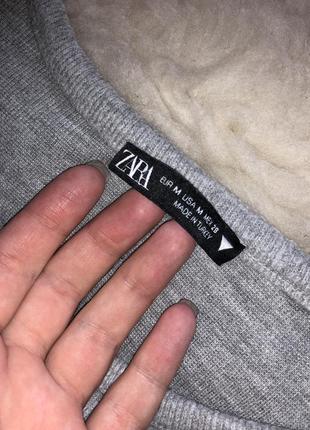 ZARA
EUR M USA M MEX 28
MADE IN TURKEY